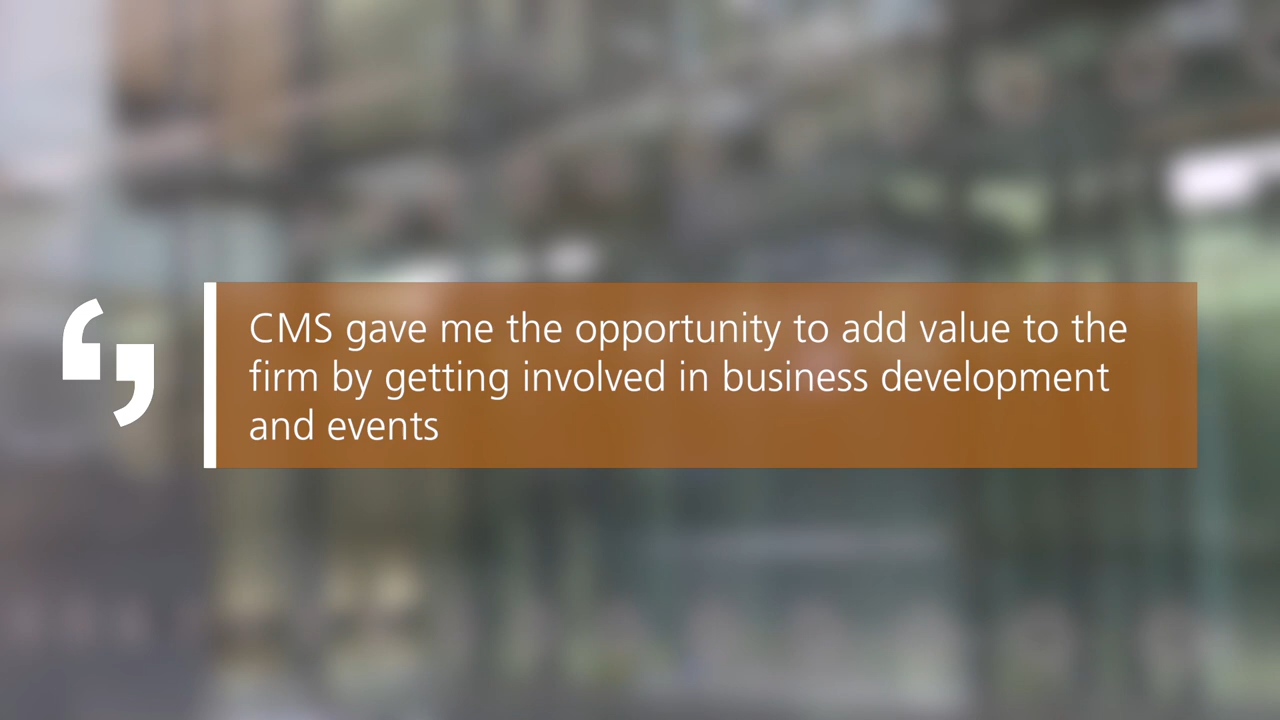 CMS gave me the opportunity to add value to the
firm by getting involved in business development
and events